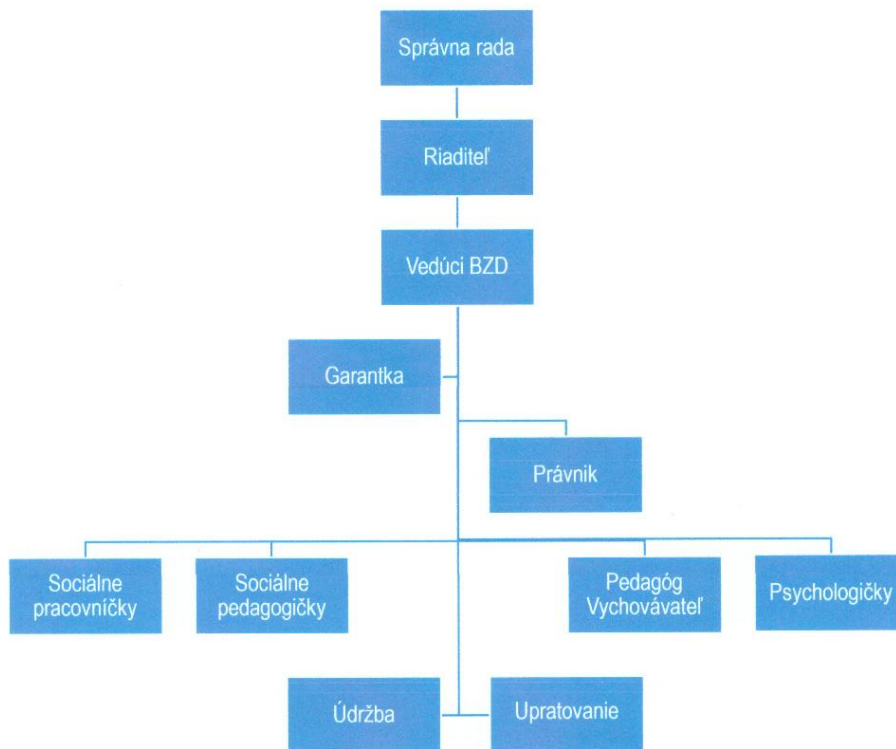 Správna rada
Riaditeľ
Vedúci BZD
Garantka
Právnik
Sociálne
pracovníčky
Sociálne
pedagogičky
Pedagóg
Vychovávateľ
Psychologičky
Údržba
Upratovanie